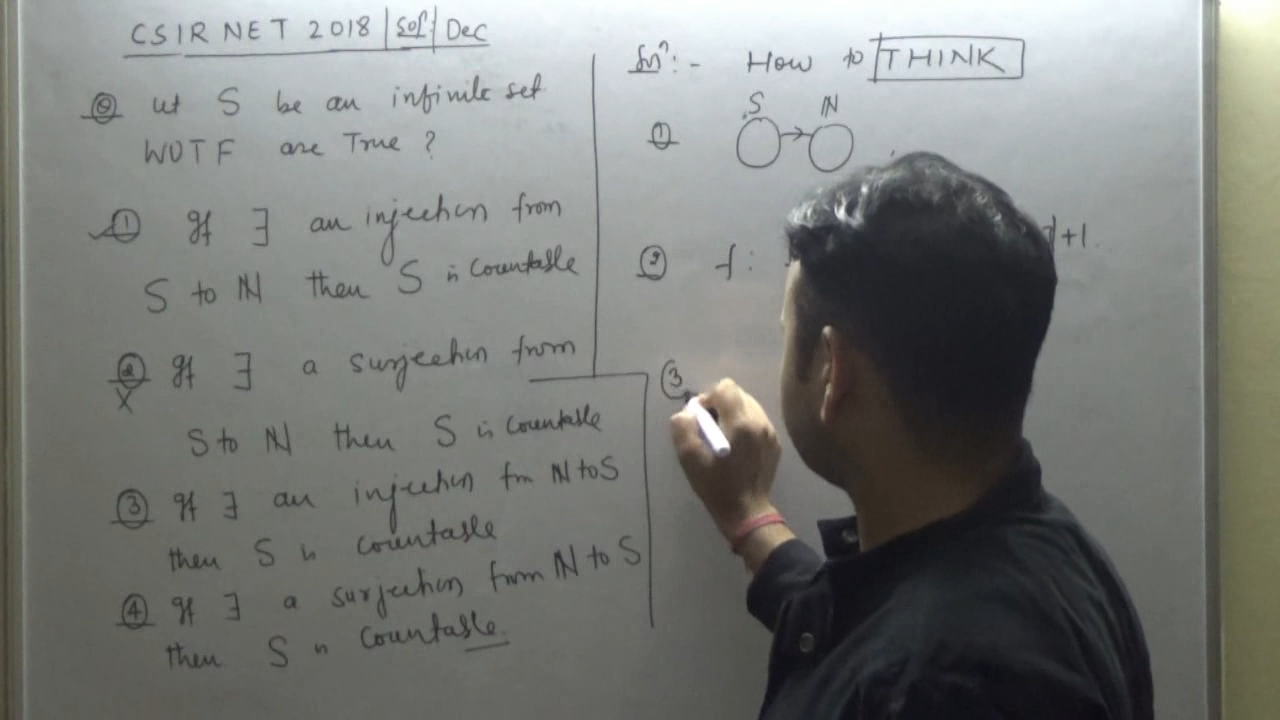 CSIR NET 2018 | Sol | Dec
Q Let S be an infinite set
WOTF are True ?
① If ∃ an injection from
S to ℕ then S is countable
② If ∃ a surjection from
X
S to ℕ then S is countable
③ If ∃ an injection frm ℕ to S
then S is countable
④ If ∃ a surjection from ℕ to S
then S is countable.
Soln :- How to THINK
S ℕ
① →
② f :
+1.
③